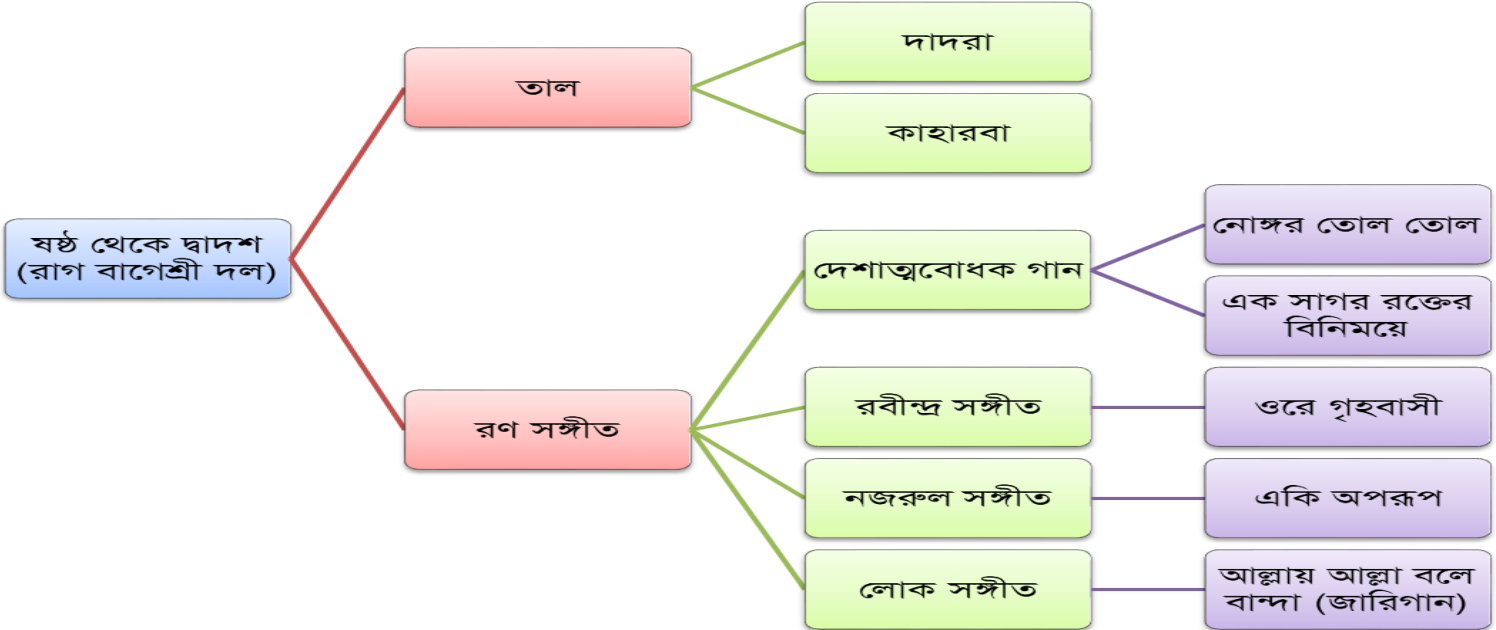 ষষ্ঠ থেকে দ্বাদশ
(রাগ বাগেশ্রী দল)
তাল
দাদরা
কাহারবা
রণ সঙ্গীত
দেশাত্মবোধক গান
নোঙ্গর তোল তোল
এক সাগর রক্তের
বিনিময়ে
রবীন্দ্র সঙ্গীত
ওরে গৃহবাসী
নজরুল সঙ্গীত
একি অপরূপ
লোক সঙ্গীত
আল্লায় আল্লা বলে
বান্দা (জারিগান)